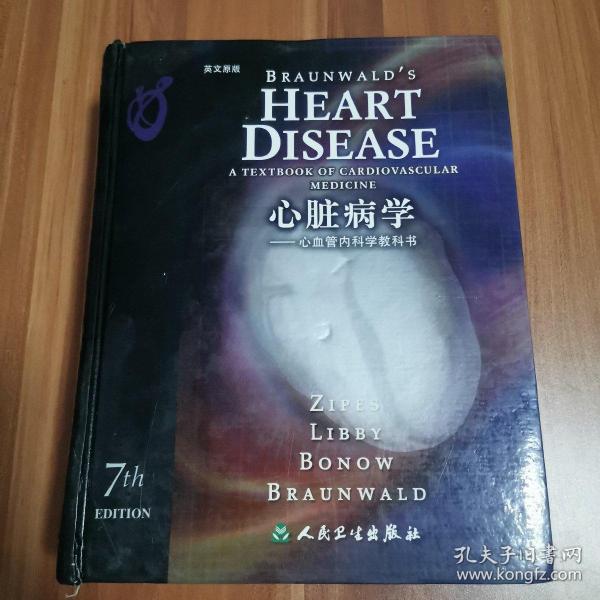 英文原版
BRAUNWALD'S
HEART
DISEASE
A TEXTBOOK OF CARDIOVASCULAR
MEDICINE
心脏病学
——心血管内科学教科书
ZIPES
LIBBY
BONOW
BRAUNWALD
7th
EDITION
人民卫生出版社
孔夫子旧書网
www.kongfz.com